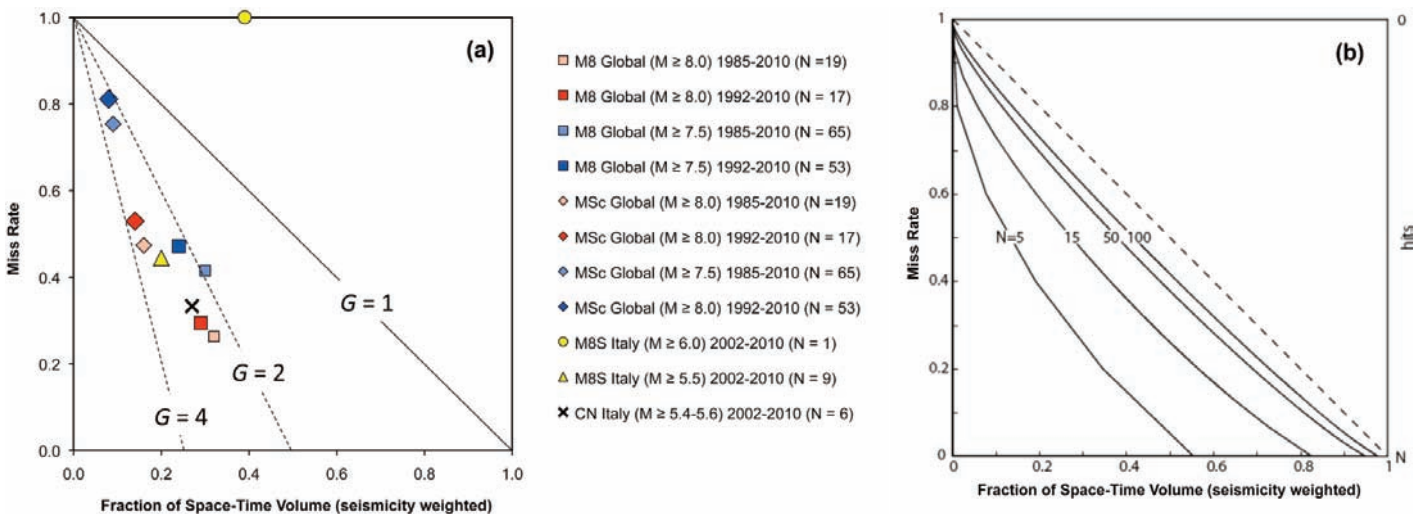 (a)
1.0
0.8
0.6
0.4
0.2
0.0
Miss Rate
G = 1
G = 2
G = 4
0.0 0.2 0.4 0.6 0.8 1.0
Fraction of Space-Time Volume (seismicity weighted)
M8 Global (M ≥ 8.0) 1985-2010 (N =19)
M8 Global (M ≥ 8.0) 1992-2010 (N = 17)
M8 Global (M ≥ 7.5) 1985-2010 (N = 65)
M8 Global (M ≥ 7.5) 1992-2010 (N = 53)
MSc Global (M ≥ 8.0) 1985-2010 (N =19)
MSc Global (M ≥ 8.0) 1992-2010 (N = 17)
MSc Global (M ≥ 7.5) 1985-2010 (N = 65)
MSc Global (M ≥ 8.0) 1992-2010 (N = 53)
M8S Italy (M ≥ 6.0) 2002-2010 (N = 1)
M8S Italy (M ≥ 5.5) 2002-2010 (N = 9)
CN Italy (M ≥ 5.4-5.6) 2002-2010 (N = 6)
(b)
1
0.8
0.6
0.4
0.2
0
Miss Rate
N=5 15 50 100
0
hits
N
0 0.2 0.4 0.6 0.8 1
Fraction of Space-Time Volume (seismicity weighted)